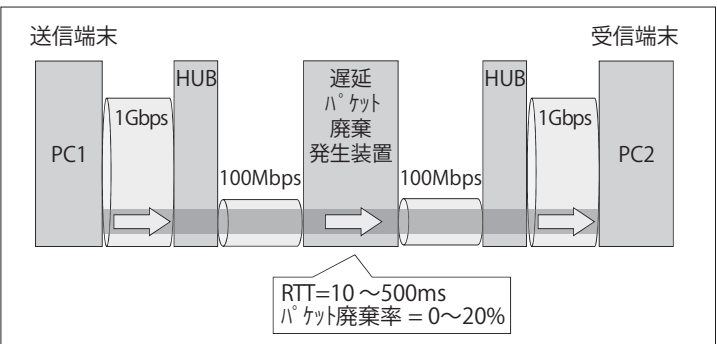 送信端末
受信端末
HUB
遅延
パケット
廃棄
発生装置
HUB
1Gbps
1Gbps
PC1
PC2
100Mbps
100Mbps
RTT=10～500ms
パケット廃棄率 = 0～20%